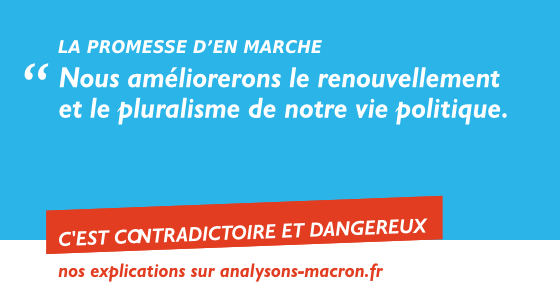 LA PROMESSE D’EN MARCHE
“ Nous améliorerons le renouvellement
et le pluralisme de notre vie politique.
C'EST CONTRADICTOIRE ET DANGEREUX
nos explications sur analysons-macron.fr